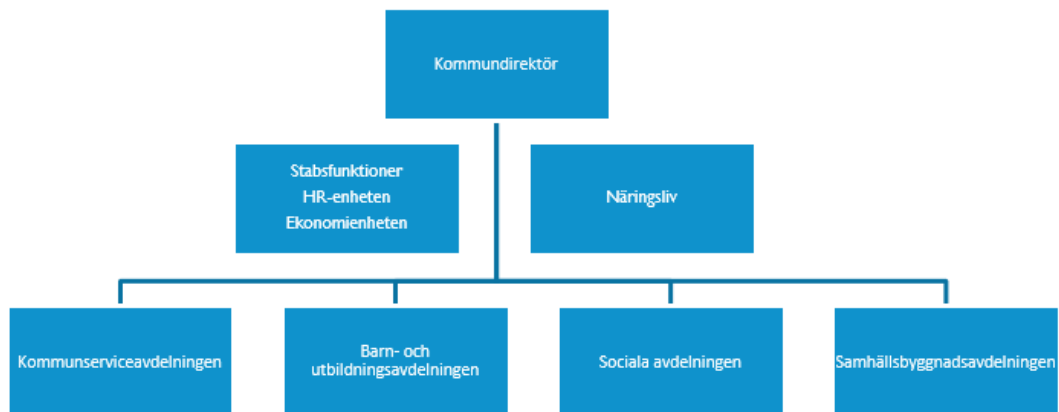 Kommundirektör
Stabsfunktioner
HR-enheten
Ekonomienheten
Näringsliv
Kommunserviceavdelningen
Barn- och
utbildningsavdelningen
Sociala avdelningen
Samhällsbyggnadsavdelningen